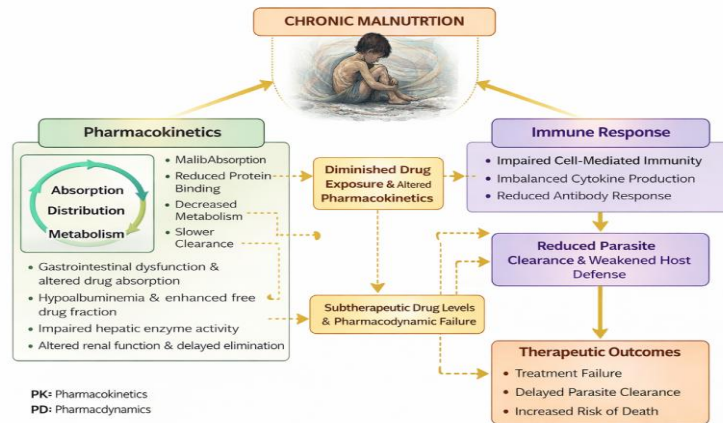 CHRONIC MALNUTRTION
Pharmacokinetics
Absorption
Distribution
Metabolism
• MalibAbsorption
• Reduced Protein
Binding
• Decreased
Metabolism
• Slower
Clearance
• Gastrointestinal dysfunction &
altered drug absorption
• Hypoalbuminemia & enhanced free
drug fraction
• Impaired hepatic enzyme activity
• Altered renal function & delayed elimination
Diminished Drug
Exposure & Altered
Pharmacokinetics
Subtherapeutic Drug Levels
& Pharmacodynamic Failure
Immune Response
• Impaired Cell-Mediated Immunity
• Imbalanced Cytokine Production
• Reduced Antibody Response
Reduced Parasite
Clearance & Weakened Host
Defense
Therapeutic Outcomes
• Treatment Failure
• Delayed Parasite Clearance
• Increased Risk of Death
PK: Pharmacokinetics
PD: Pharmacdynamics